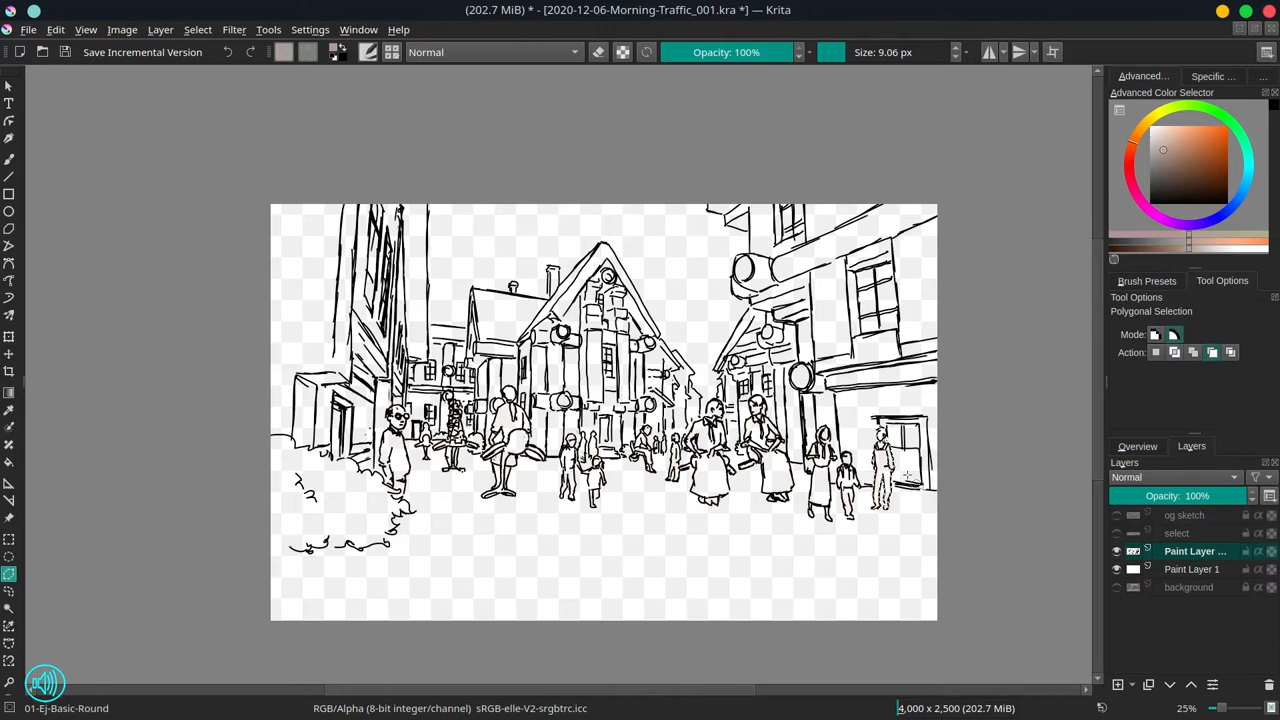 (202.7 MiB) * - [2020-12-06-Morning-Traffic_001.kra *] — Krita
File Edit View Image Layer Select Filter Tools Settings Window Help
Save Incremental Version Normal Opacity: 100% Size: 9.06 px
Advanced... Specific ... ...
Advanced Color Selector
Brush Presets Tool Options
Tool Options
Polygonal Selection
Mode:
Action:
Overview Layers
Layers
Normal
Opacity: 100%
og sketch
select
Paint Layer ...
Paint Layer 1
background
01-Ej-Basic-Round RGB/Alpha (8-bit integer/channel) sRGB-elle-V2-srgbtrc.icc 4,000 x 2,500 (202.7 MiB) 25%